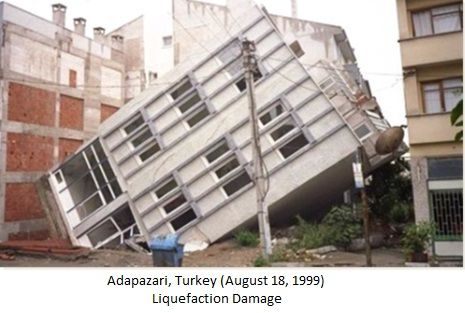 Adapazari, Turkey (August 18, 1999)
Liquefaction Damage